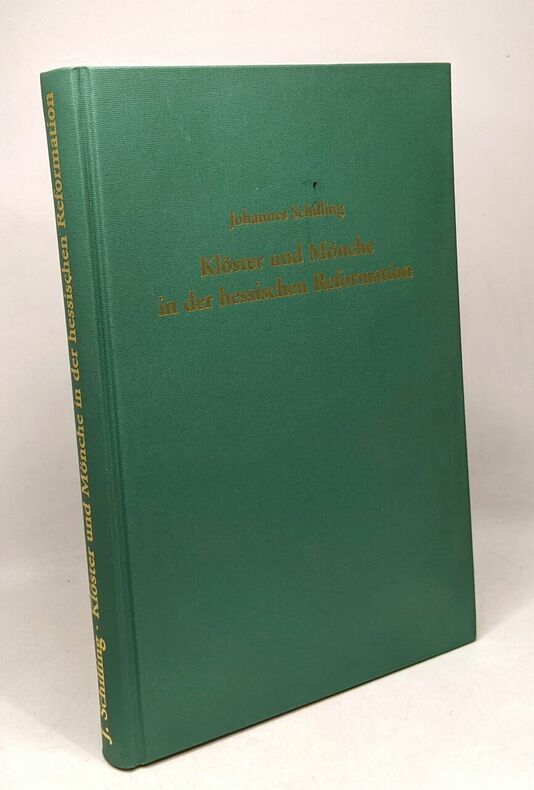 Johannes Schilling
Klöster und Mönche
in der hessischen Reformation
J. Schilling · Klöster und Mönche in der hessischen Reformation